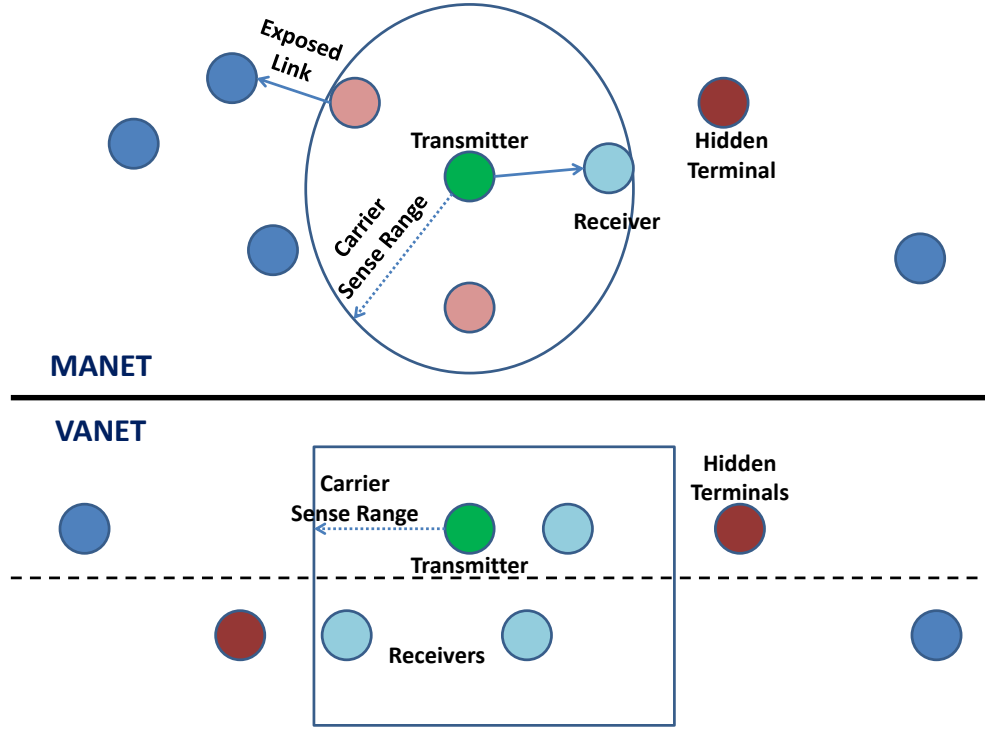 Exposed
Link
Transmitter
Hidden
Terminal
Carrier
Sense Range
Receiver
MANET
VANET
Carrier
Sense Range
Hidden
Terminals
Transmitter
Receivers